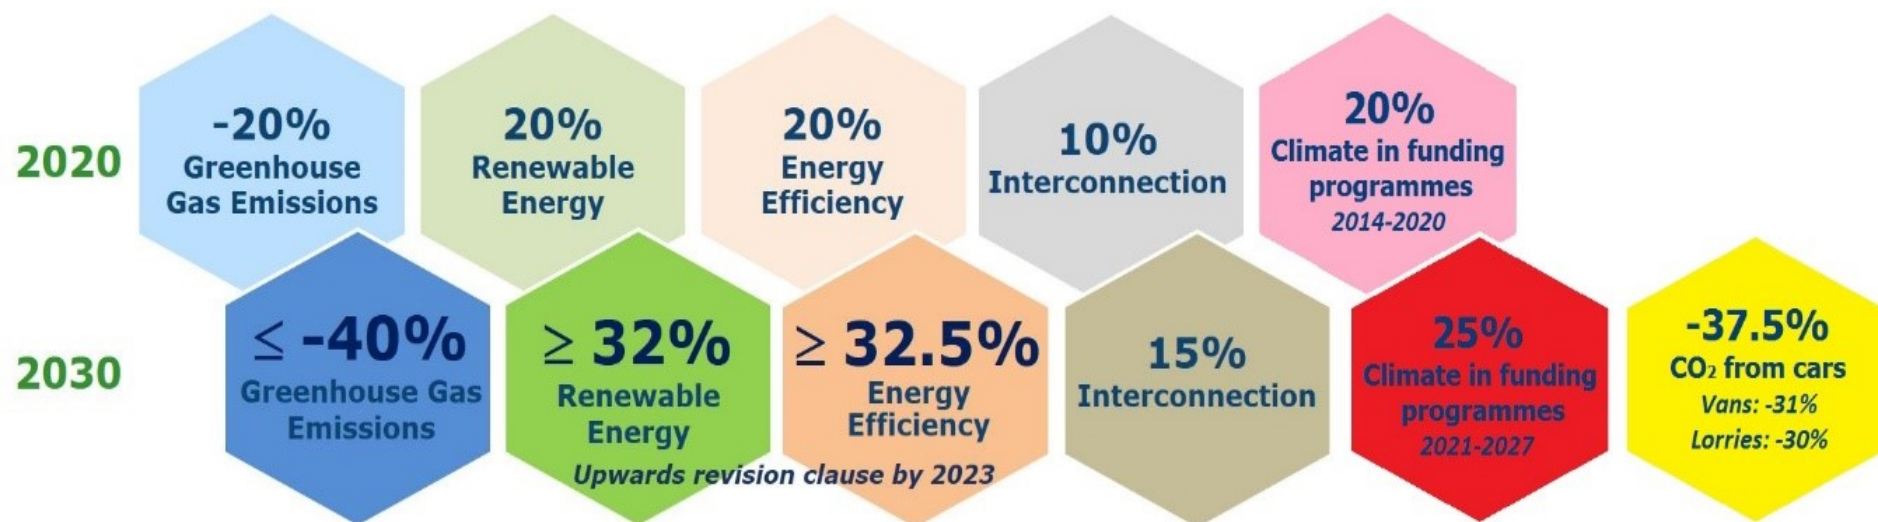 2020
-20%
Greenhouse
Gas Emissions
20%
Renewable
Energy
20%
Energy
Efficiency
10%
Interconnection
20%
Climate in funding
programmes
2014-2020
2030
≤ -40%
Greenhouse Gas
Emissions
≥ 32%
Renewable
Energy
≥ 32.5%
Energy
Efficiency
Upwards revision clause by 2023
15%
Interconnection
25%
Climate in funding
programmes
2021-2027
-37.5%
CO₂ from cars
Vans: -31%
Lorries: -30%